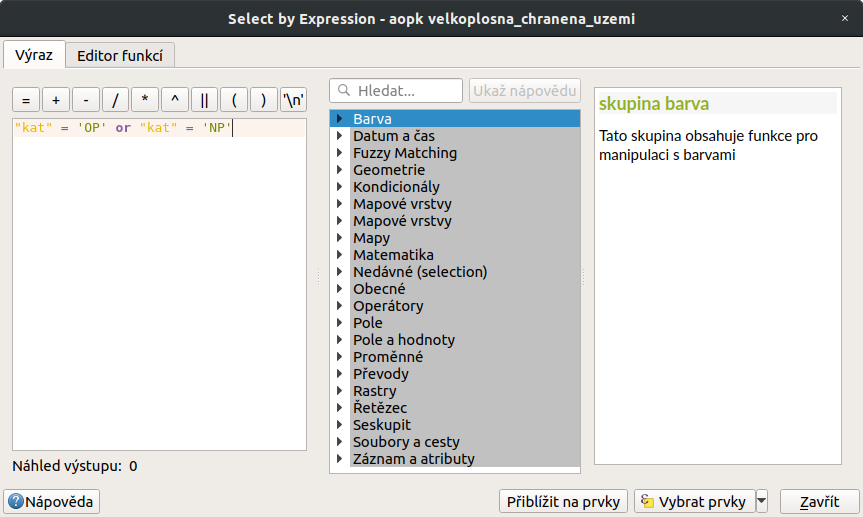 Select by Expression - aopk velkoplosna_chranena_uzemi
Výraz
Editor funkcí
= + - / * ^ || ( ) '\n'
"kat" = 'OP' or "kat" = 'NP'
Náhled výstupu: 0
Hledat...
Ukaž nápovědu
Barva
Datum a čas
Fuzzy Matching
Geometrie
Kondicionály
Mapové vrstvy
Mapové vrstvy
Mapy
Matematika
Nedávné (selection)
Obecné
Operátory
Pole
Pole a hodnoty
Proměnné
Převody
Rastry
Řetězec
Seskupit
Soubory a cesty
Záznam a atributy
skupina barva
Tato skupina obsahuje funkce pro
manipulaci s barvami
Nápověda
Přiblížit na prvky
Vybrat prvky
Zavřít